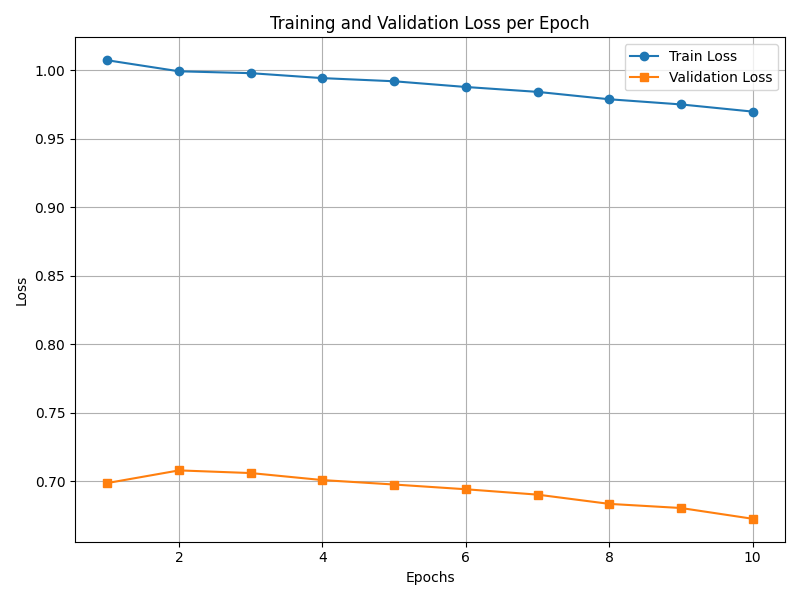 Training and Validation Loss per Epoch
Train Loss
Validation Loss
1.00
0.95
0.90
0.85
0.80
0.75
0.70
Loss
2 4 6 8 10
Epochs